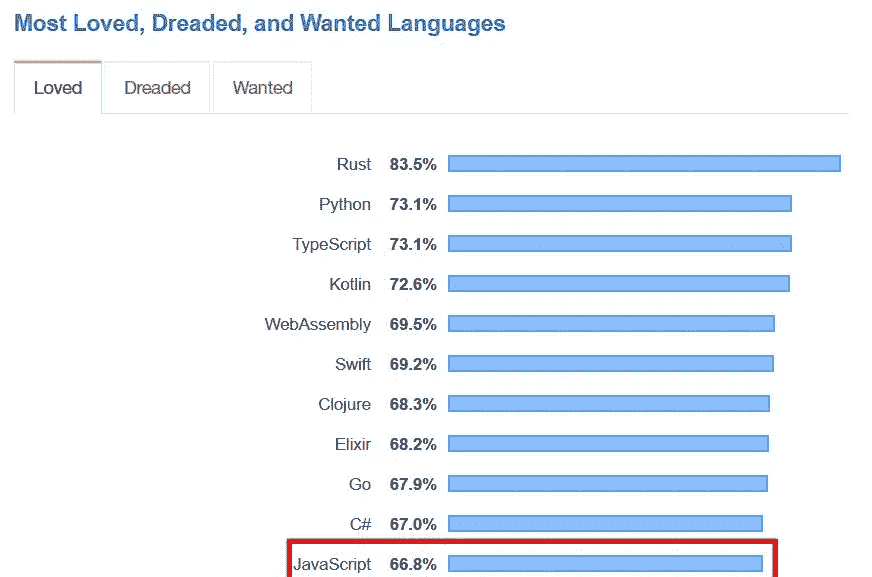 Most Loved, Dreaded, and Wanted Languages
Loved Dreaded Wanted
Rust 83.5%
Python 73.1%
TypeScript 73.1%
Kotlin 72.6%
WebAssembly 69.5%
Swift 69.2%
Clojure 68.3%
Elixir 68.2%
Go 67.9%
C# 67.0%
JavaScript 66.8%